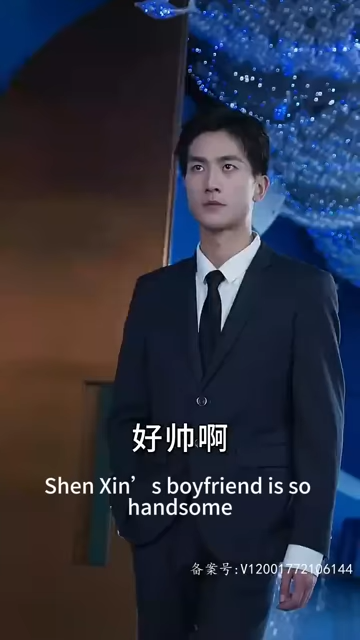 好帅啊
Shen Xin’s boyfriend is so
handsome
备案号:V12001772106144